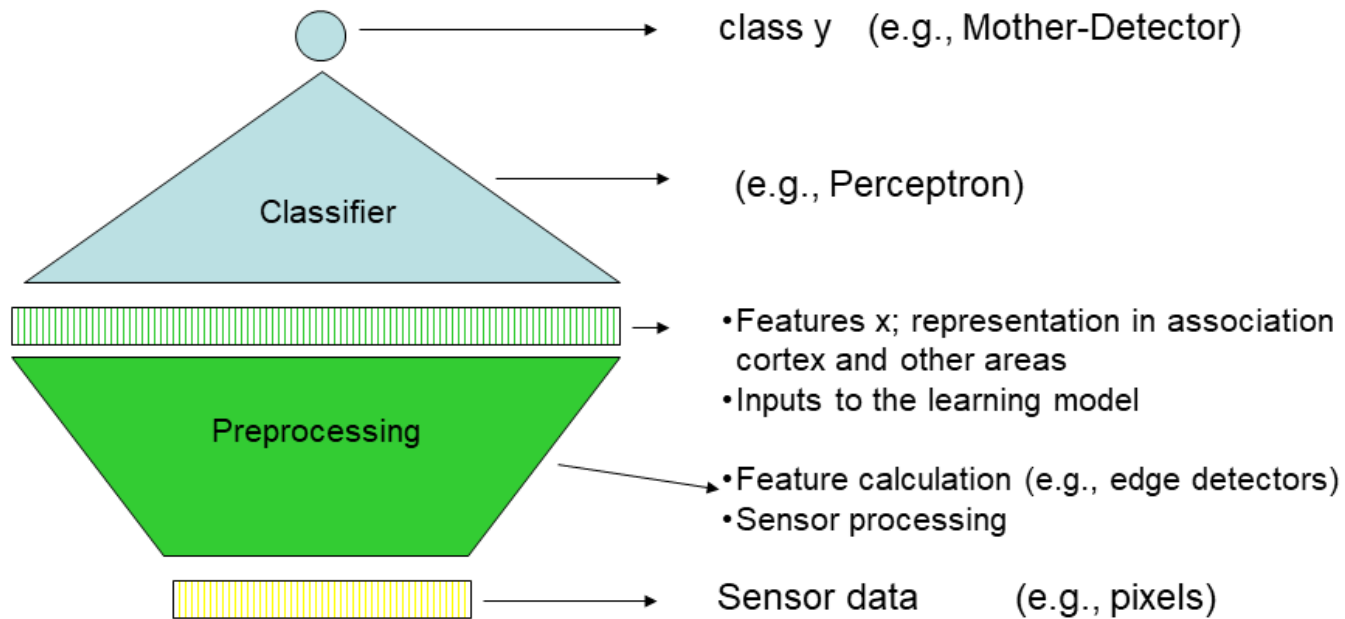 class y (e.g., Mother-Detector)
(e.g., Perceptron)
Classifier
•Features x; representation in association
cortex and other areas
•Inputs to the learning model
Preprocessing
•Feature calculation (e.g., edge detectors)
•Sensor processing
Sensor data (e.g., pixels)